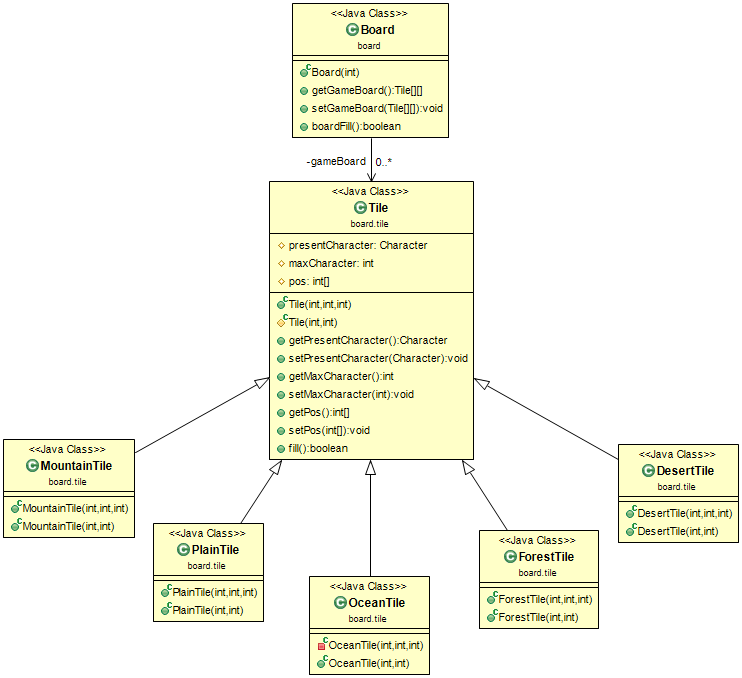 <<Java Class>>
Board
board
Board(int)
getGameBoard():Tile[][]
setGameBoard(Tile[][]):void
boardFill():boolean
-gameBoard 0..*
<<Java Class>>
Tile
board.tile
presentCharacter: Character
maxCharacter: int
pos: int[]
Tile(int,int,int)
Tile(int,int)
getPresentCharacter():Character
setPresentCharacter(Character):void
getMaxCharacter():int
setMaxCharacter(int):void
getPos():int[]
setPos(int[]):void
fill():boolean
<<Java Class>>
MountainTile
board.tile
MountainTile(int,int,int)
MountainTile(int,int)
<<Java Class>>
PlainTile
board.tile
PlainTile(int,int,int)
PlainTile(int,int)
<<Java Class>>
OceanTile
board.tile
OceanTile(int,int,int)
OceanTile(int,int)
<<Java Class>>
ForestTile
board.tile
ForestTile(int,int,int)
ForestTile(int,int)
<<Java Class>>
DesertTile
board.tile
DesertTile(int,int,int)
DesertTile(int,int)